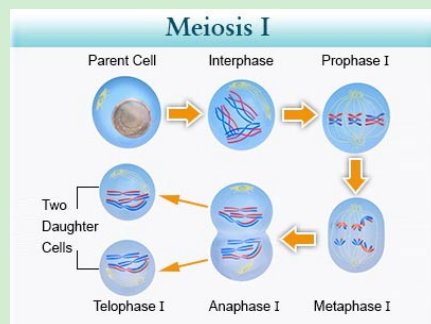 Meiosis I
Parent Cell
Interphase
Prophase I
Two
Daughter
Cells
Telophase I
Anaphase I
Metaphase I